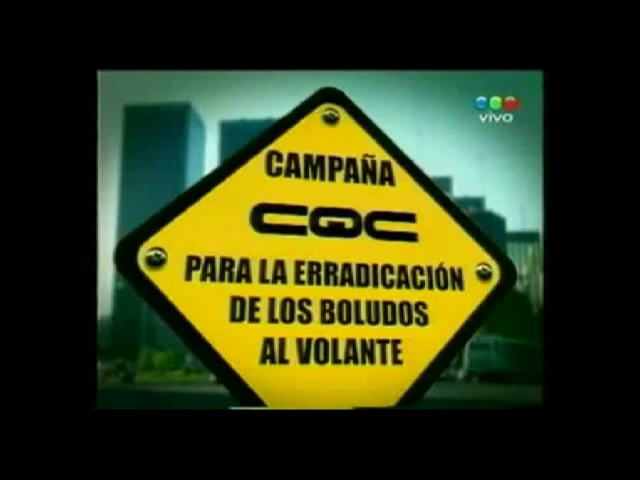 vivo
CAMPAÑA
CQC
PARA LA ERRADICACIÓN
DE LOS BOLUDOS
AL VOLANTE